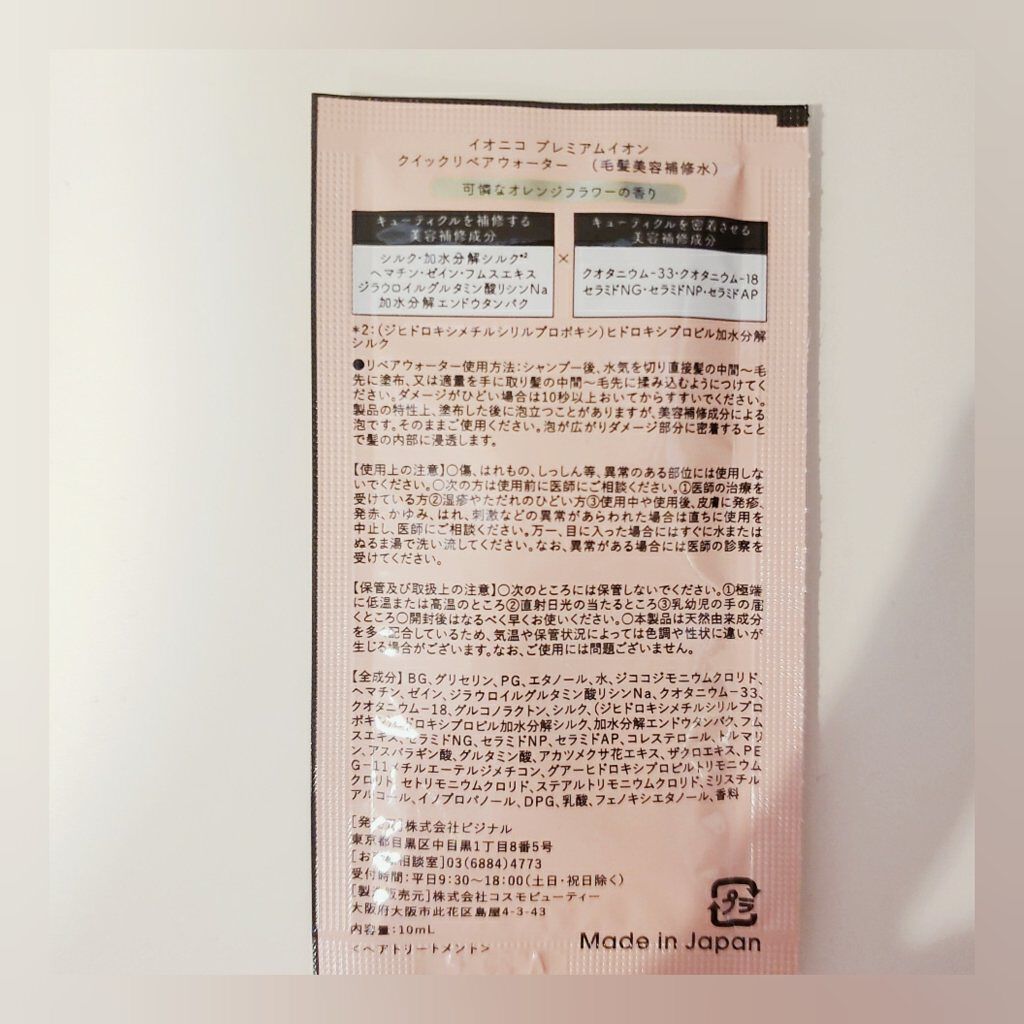 イオニコ プレミアムイオン
クイックリペアウォーター （毛髪美容補修水）
可憐なオレンジフラワーの香り
キューティクルを補修する
美容補修成分
シルク・加水分解シルク*2
ヘマチン・ゼイン・フムスエキス
ジラウロイルグルタミン酸リシンNa
加水分解エンドウタンパク
×
キューティクルを密着させる
美容補修成分
クオタニウム-33・クオタニウム-18
セラミドNG・セラミドNP・セラミドAP
*2:(ジヒドロキシメチルシリルプロポキシ)ヒドロキシプロピル加水分解
シルク
●リペアウォーター使用方法:シャンプー後、水気を切り直接髪の中間〜毛
先に塗布、又は適量を手に取り髪の中間〜毛先に揉み込むようにつけてく
ださい。ダメージがひどい場合は10秒以上おいてからすすいでください。
製品の特性上、塗布した後に泡立つことがありますが、美容補修成分による
泡です。そのままご使用ください。泡が広がりダメージ部分に密着すること
で髪の内部に浸透します。
【使用上の注意】○傷、はれもの、しっしん等、異常のある部位には使用しな
いでください。○次の方は使用前に医師にご相談ください。①医師の治療を
受けている方②湿疹やただれのひどい方③使用中や使用後、皮膚に発疹、
発赤、かゆみ、はれ、刺激などの異常があらわれた場合は直ちに使用を
中止し、医師にご相談ください。万一、目に入った場合にはすぐに水または
ぬるま湯で洗い流してください。なお、異常がある場合には医師の診察を
受けてください。
【保管及び取扱上の注意】○次のところには保管しないでください。①極端
に低温または高温のところ②直射日光の当たるところ③乳幼児の手の届
くところ○開封後はなるべく早くお使いください。○本製品は天然由来成分
を多く配合しているため、気温や保管状況によっては色調や性状に違いが
生じる場合がございます。なお、ご使用には問題ございません。
【全成分】BG、グリセリン、PG、エタノール、水、ジココジモニウムクロリド、
ヘマチン、ゼイン、ジラウロイルグルタミン酸リシンNa、クオタニウム-33、
クオタニウム-18、グルコノラクトン、シルク、(ジヒドロキシメチルシリルプロ
ポキシ)ヒドロキシプロピル加水分解シルク、加水分解エンドウタンパク、フム
スエキス、セラミドNG、セラミドNP、セラミドAP、コレステロール、トルマリ
ン、アスパラギン酸、グルタミン酸、アカツメクサ花エキス、ザクロエキス、PE
G-11メチルエーテルジメチコン、グアーヒドロキシプロピルトリモニウム
クロリド、セトリモニウムクロリド、ステアルトリモニウムクロリド、ミリスチル
アルコール、イソプロパノール、DPG、乳酸、フェノキシエタノール、香料
[発売元]株式会社ビジナル
東京都目黒区中目黒1丁目8番5号
[お客様相談室]03(6884)4773
受付時間:平日9:30〜18:00(土日・祝日除く)
[製造販売元]株式会社コスモビューティー
大阪府大阪市此花区島屋4-3-43
内容量:10mL
<ヘアトリートメント>
プラ
Made in Japan